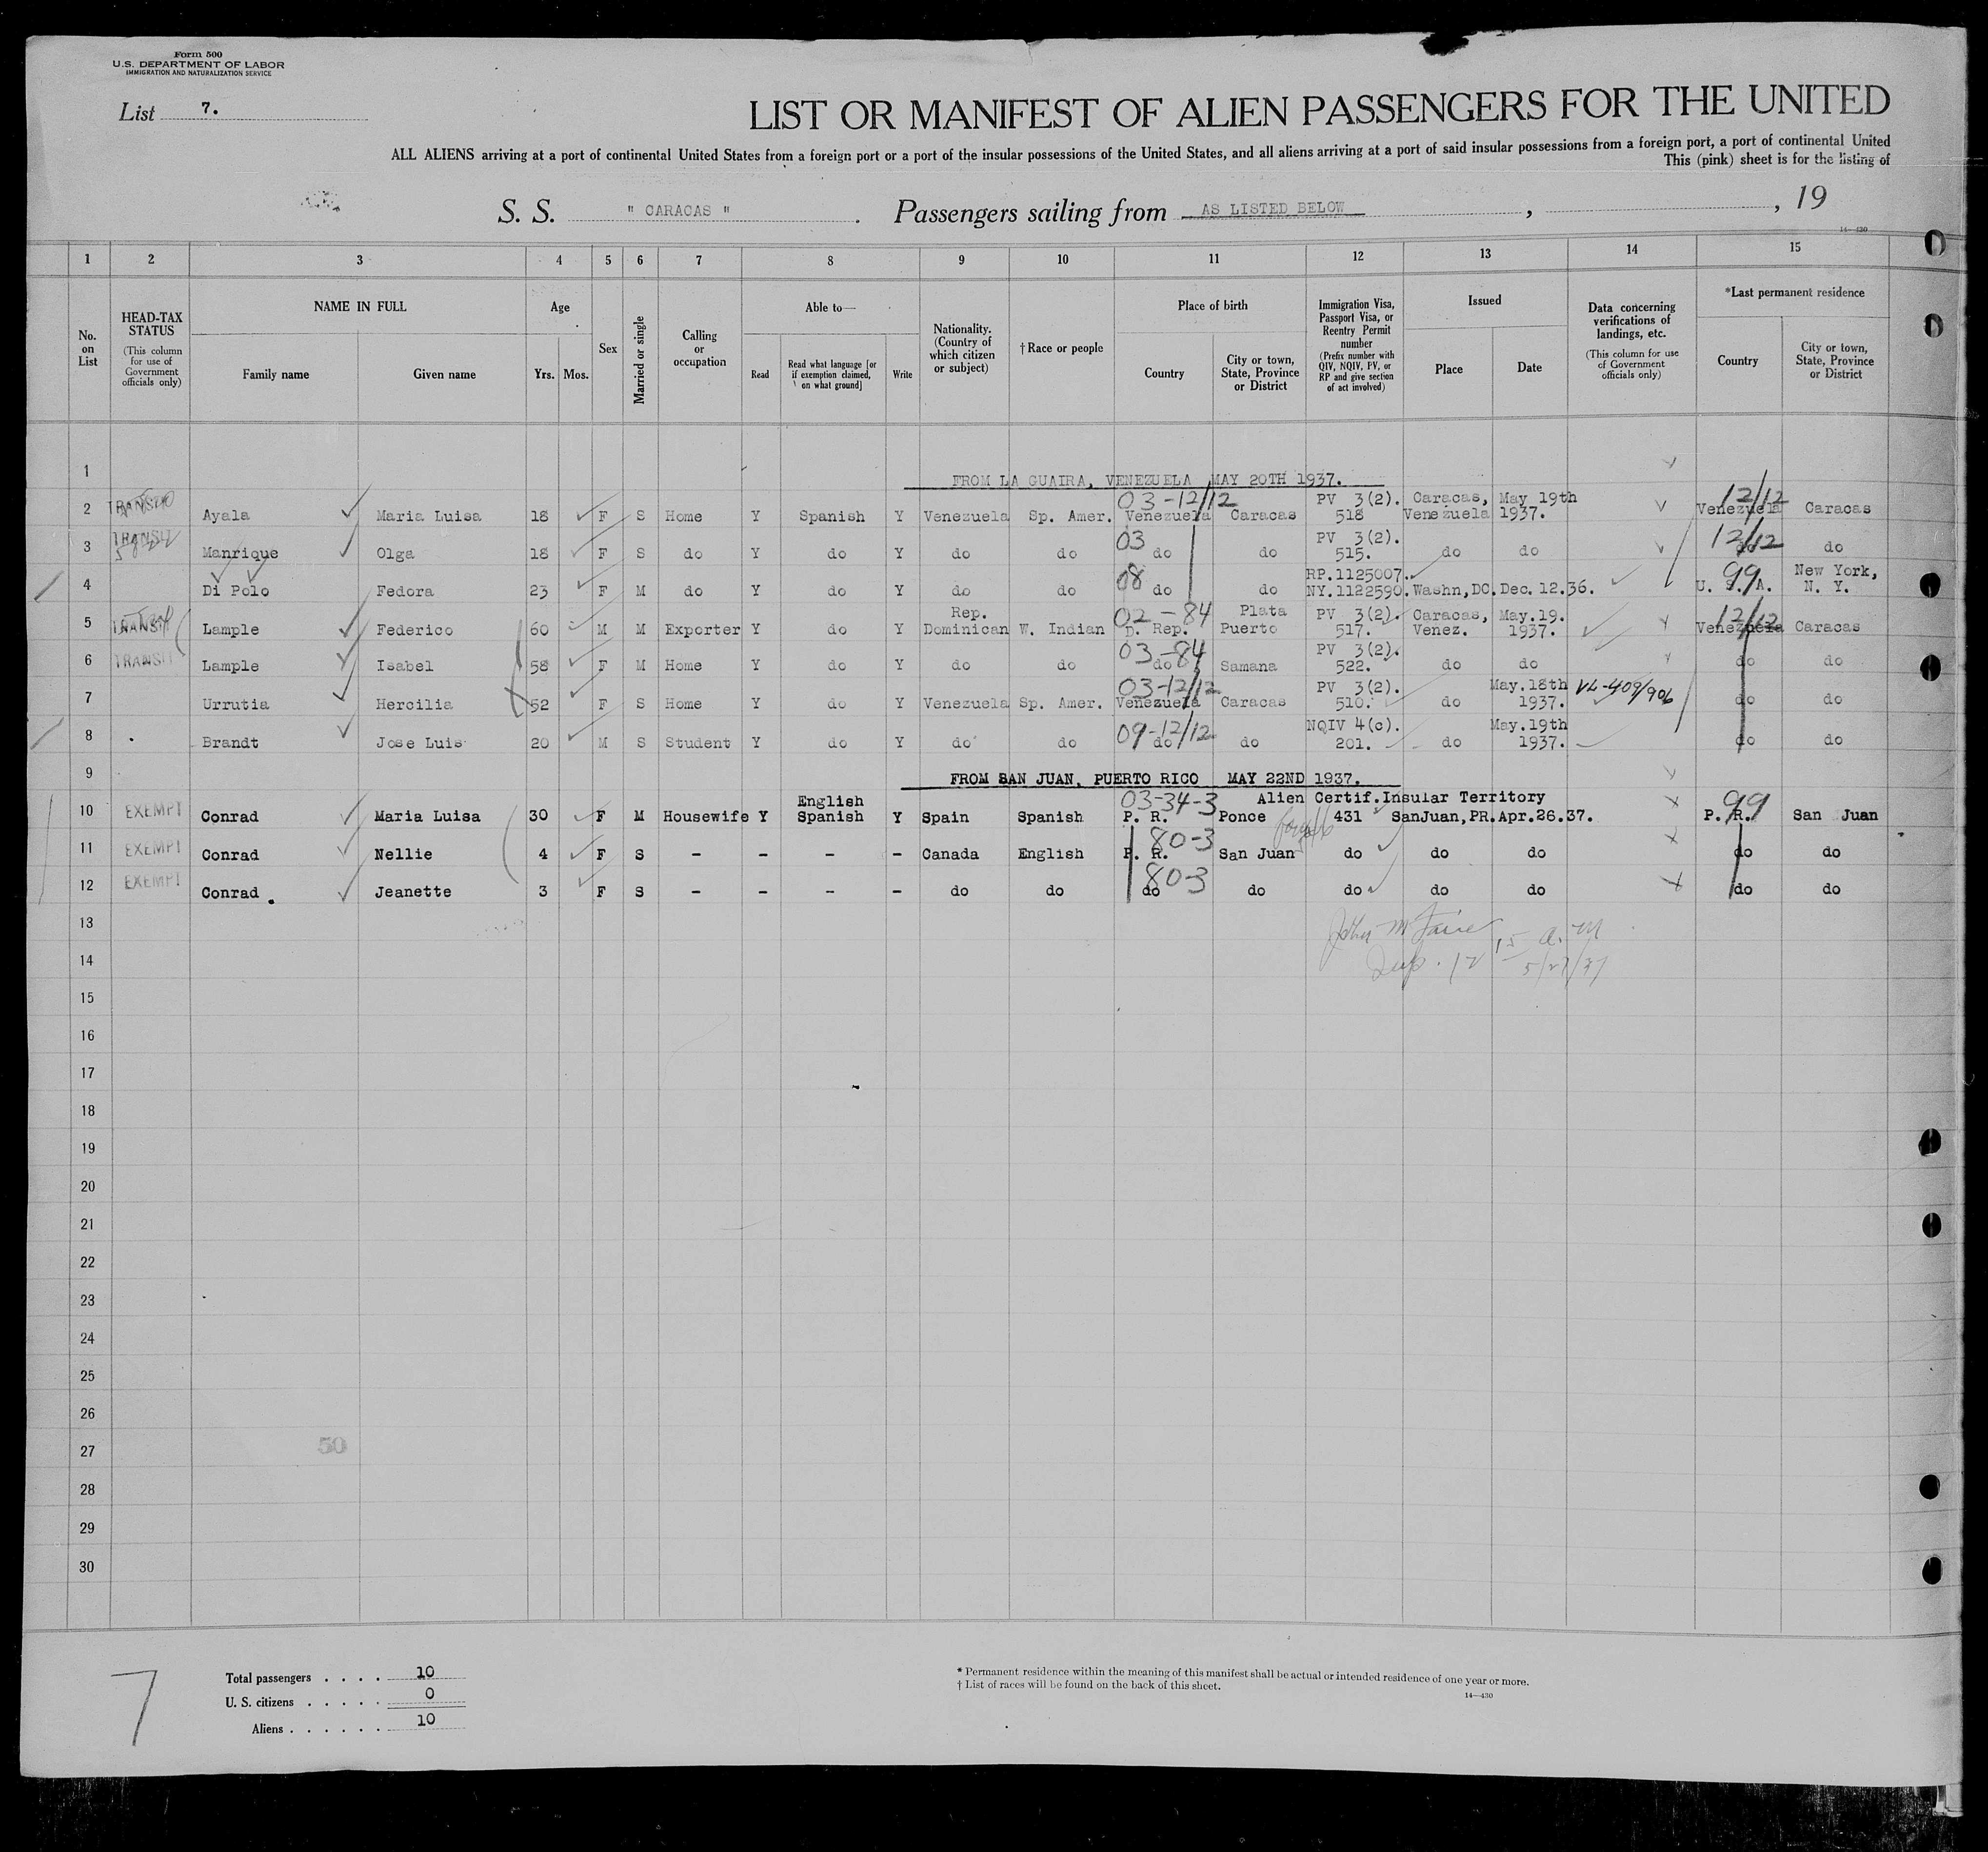 Form 500
U.S. DEPARTMENT OF LABOR
IMMIGRATION AND NATURALIZATION SERVICE
List 7.
LIST OR MANIFEST OF ALIEN PASSENGERS FOR THE UNITED
ALL ALIENS arriving at a port of continental United States from a foreign port or a port of the insular possessions of the United States, and all aliens arriving at a port of said insular possessions from a foreign port, a port of continental United
This (pink) sheet is for the listing of
S. S. " CARACAS " . Passengers sailing from AS LISTED BELOW , , 19
14—430
1 2 3 4 5 6 7 8 9 10 11 12 13 14 15
No. on List
HEAD-TAX STATUS (This column for use of Government officials only)
NAME IN FULL
Family name Given name
Age
Yrs. Mos.
Sex
Married or single
Calling or occupation
Able to—
Read
Read what language [or if exemption claimed, on what ground]
Write
Nationality. (Country of which citizen or subject)
† Race or people
Place of birth
Country
City or town, State, Province or District
Immigration Visa, Passport Visa, or Reentry Permit number (Prefix number with QIV, NQIV, PV, or RP and give section of act involved)
Issued
Place Date
Data concerning verifications of landings, etc. (This column for use of Government officials only)
*Last permanent residence
Country
City or town, State, Province or District
1 FROM LA GUAIRA, VENEZUELA MAY 20TH 1937.
03-12/12 PV 3(2). Caracas, May 19th 12/12
2 TRANSIT Ayala Maria Luisa 18 F S Home Y Spanish Y Venezuela Sp. Amer. Venezuela Caracas 518 Venezuela 1937. Venezuela Caracas
03 PV 3(2). 12/12
3 TRANSIT Manrique Olga 18 F S do Y do Y do do do do 515. do do do do
08 RP.1125007. 99 New York,
4 Di Polo Fedora 23 F M do Y do Y do do do do NY.1122590. Washn,DC. Dec. 12.36. U. S. A. N. Y.
Rep. 02-84 Plata PV 3(2). Caracas, May.19. 12/12
5 TRANSIT Lample Federico 60 M M Exporter Y do Y Dominican W. Indian D. Rep. Puerto 517. Venez. 1937. Venezuela Caracas
03-84 PV 3(2).
6 TRANSIT Lample Isabel 58 F M Home Y do Y do do do Samana 522. do do do do
03-12/12 PV 3(2). May.18th VL-409/906
7 Urrutia Hercilia 52 F S Home Y do Y Venezuela Sp. Amer. Venezuela Caracas 510. do 1937. do do
09-12/12 NQIV 4(c). May.19th
8 Brandt Jose Luis 20 M S Student Y do Y do do do do 201. do 1937. do do
9 FROM SAN JUAN, PUERTO RICO MAY 22ND 1937.
English 03-34-3 Alien Certif.Insular Territory 99
10 EXEMPT Conrad Maria Luisa 30 F M Housewife Y Spanish Y Spain Spanish P. R. Ponce 431 SanJuan,PR. Apr.26.37. P. R. San Juan
80-3
11 EXEMPT Conrad Nellie 4 F S - - - - Canada English P. R. San Juan do do do do do
80-3
12 EXEMPT Conrad Jeanette 3 F S - - - - do do do do do do do do do
13
14 5/27/37
15
16
17
18
19
20
21
22
23
24
25
26
27 50
28
29
30
7
Total passengers . . . . 10
U. S. citizens . . . . . 0
Aliens . . . . . . 10
* Permanent residence within the meaning of this manifest shall be actual or intended residence of one year or more.
† List of races will be found on the back of this sheet.
14—430